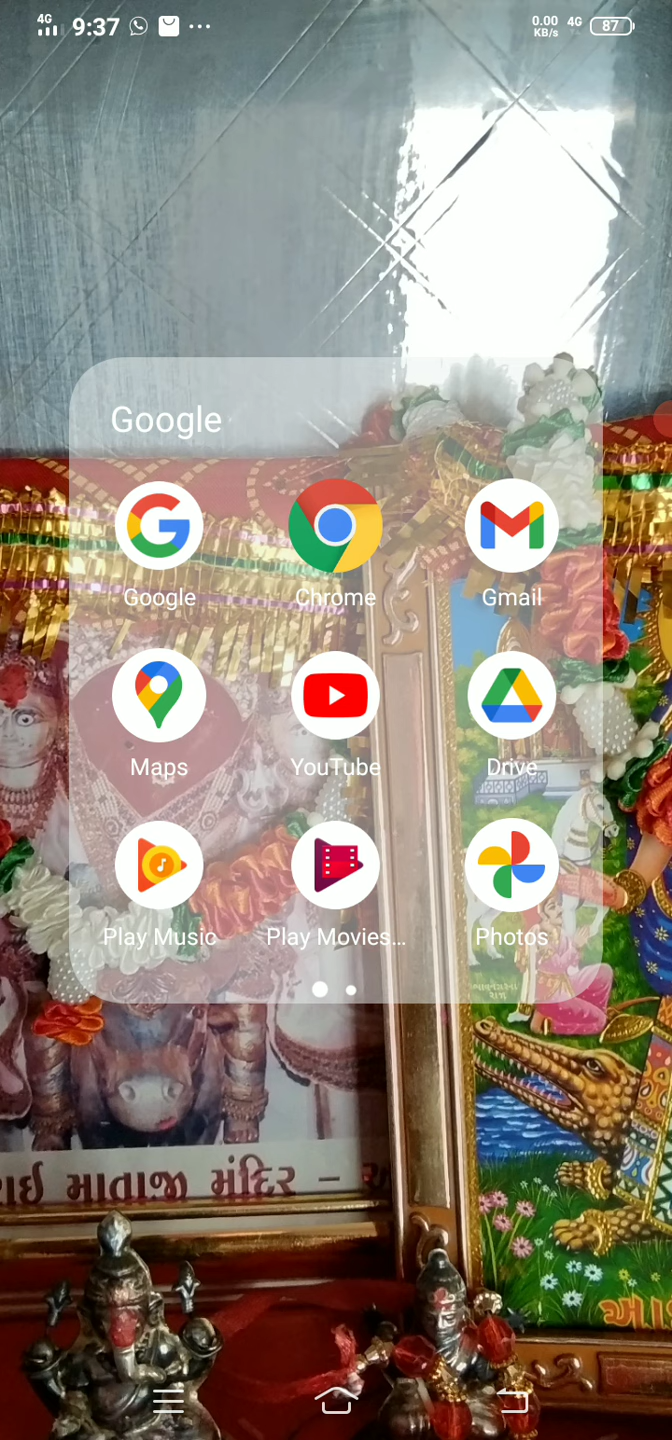 4G 9:37 0.00 KB/s 4G 87
Google
Google Chrome Gmail
Maps YouTube Drive
Play Music Play Movies... Photos
માતાજી મંદિર –